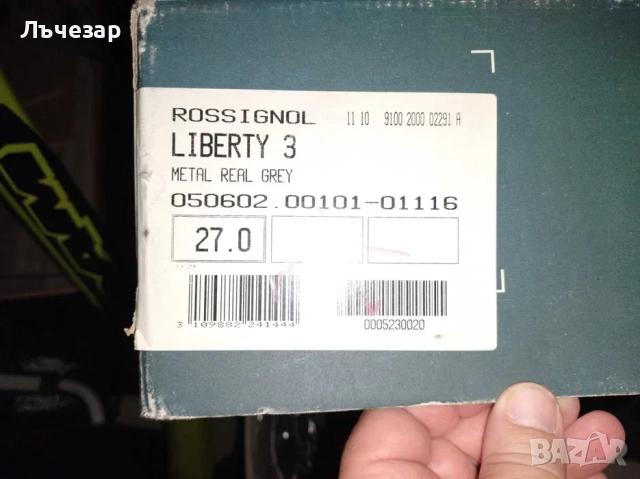 Лъчезар
ROSSIGNOL 11 10 9100 2000 02291 A
LIBERTY 3
METAL REAL GREY
050602.00101-01116
27.0
3 109882 241444
0005230020
BAZAR